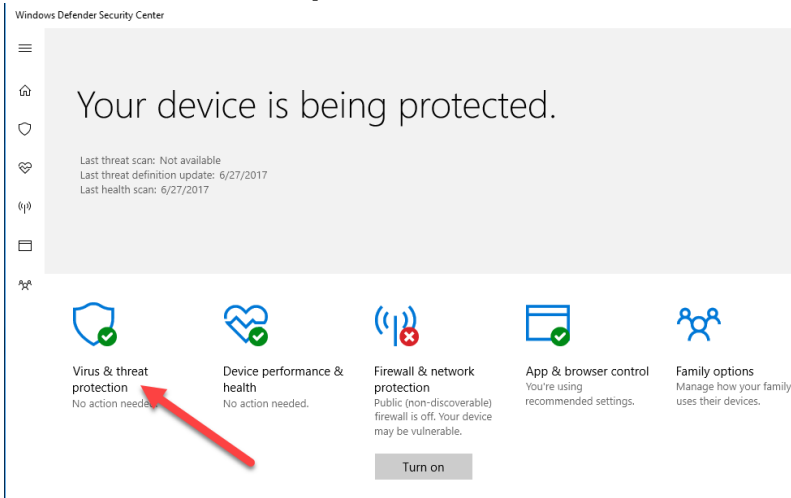 Windows Defender Security Center
Your device is being protected.
Last threat scan: Not available
Last threat definition update: 6/27/2017
Last health scan: 6/27/2017
Virus & threat
protection
No action needed.
Device performance &
health
No action needed.
Firewall & network
protection
Public (non-discoverable)
firewall is off. Your device
may be vulnerable.
Turn on
App & browser control
You're using
recommended settings.
Family options
Manage how your family
uses their devices.